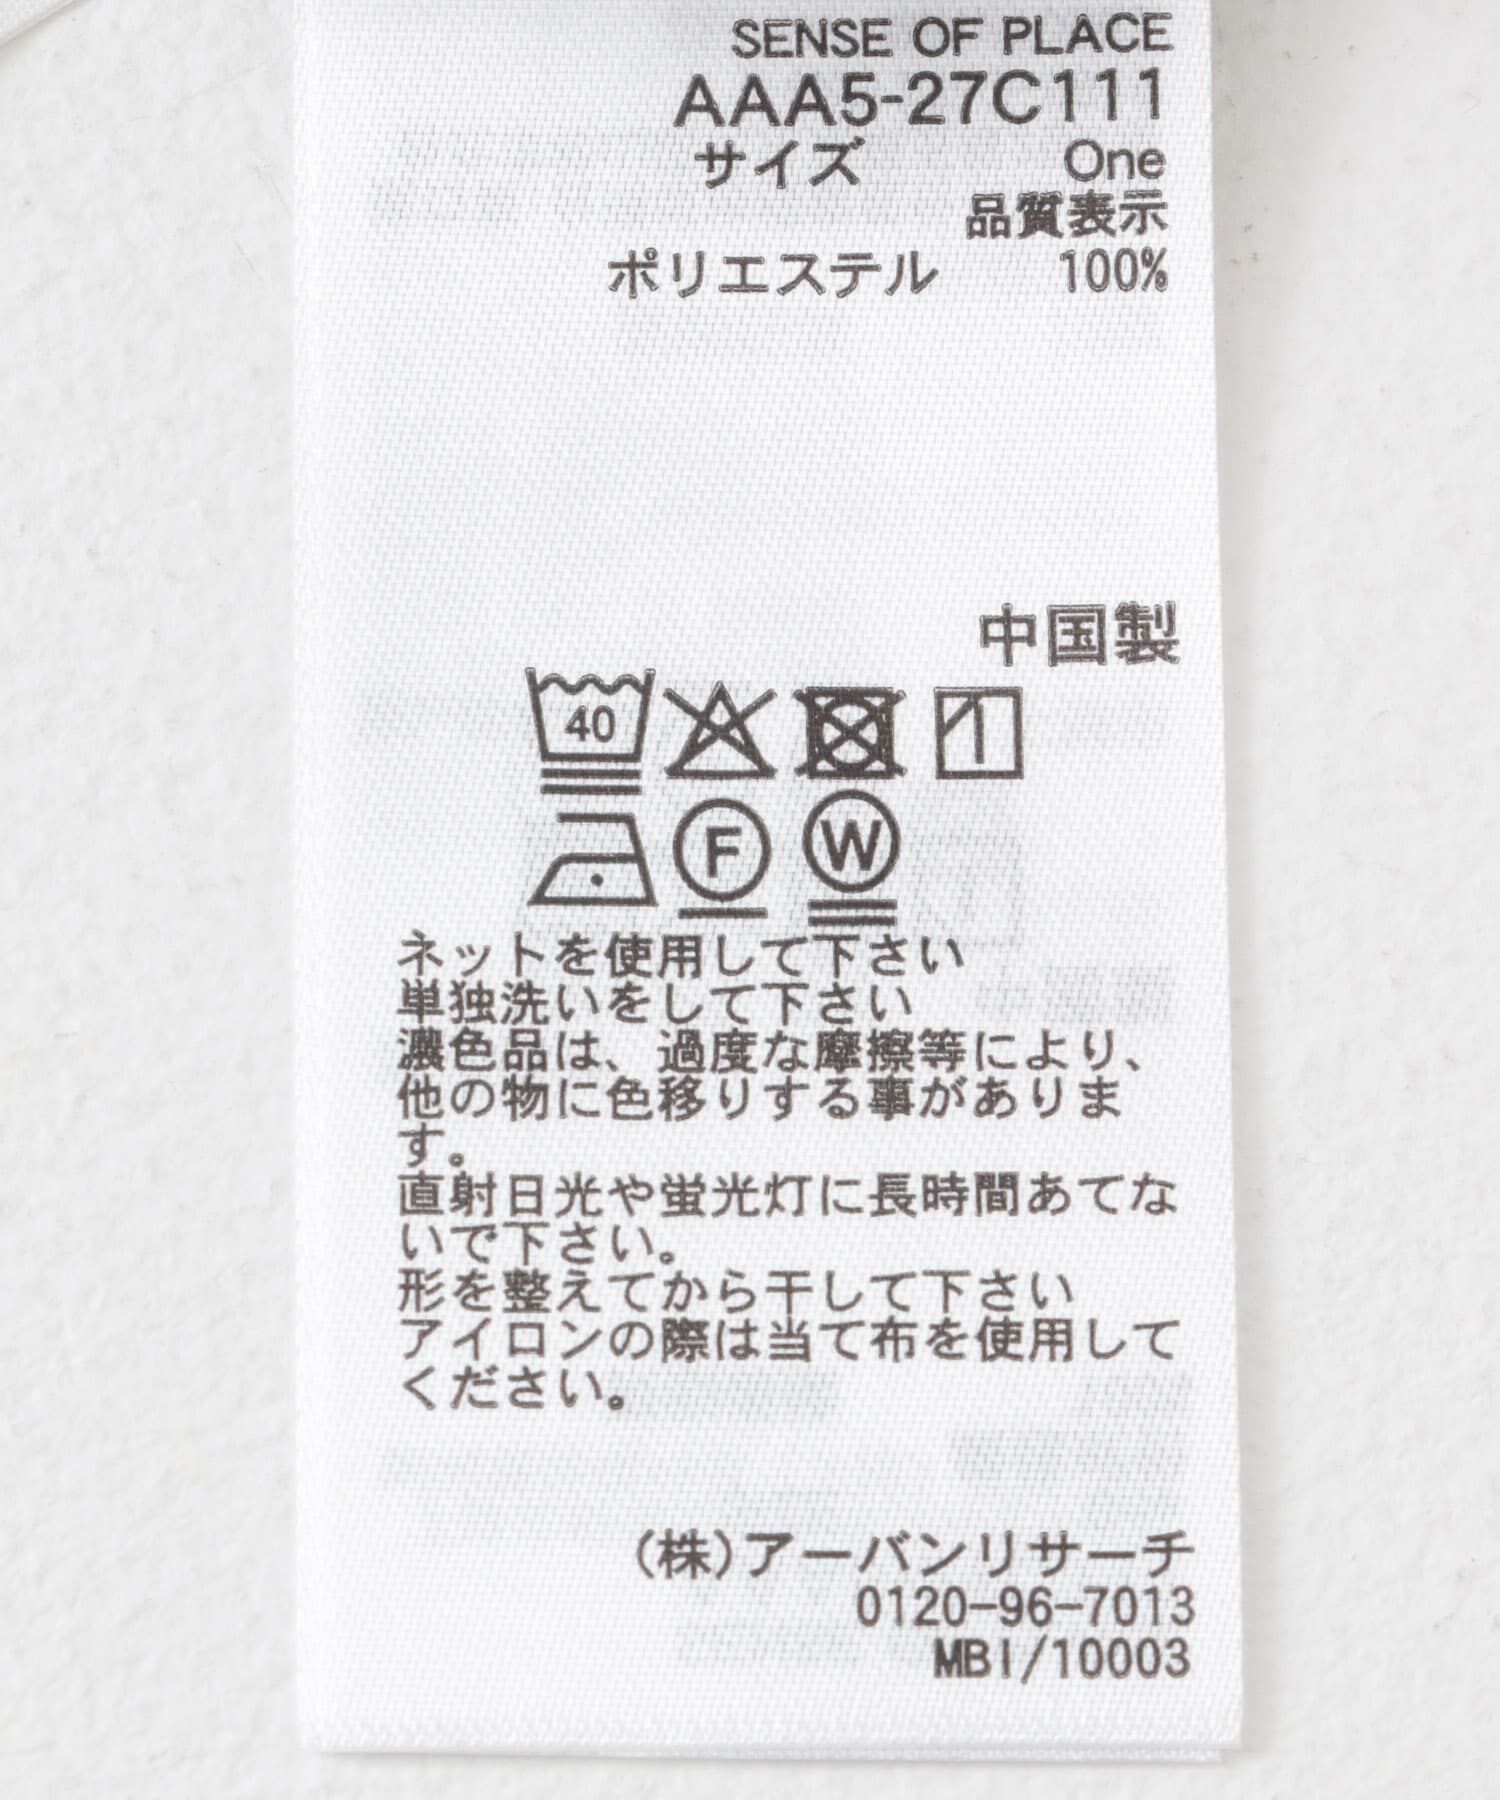 SENSE OF PLACE
AAA5-27C111
サイズ One
品質表示
ポリエステル 100%
中国製
40
F W
ネットを使用して下さい
単独洗いをして下さい
濃色品は、過度な摩擦等により、
他の物に色移りする事がありま
す。
直射日光や蛍光灯に長時間あてな
いで下さい。
形を整えてから干して下さい
アイロンの際は当て布を使用して
ください。
(株)アーバンリサーチ
0120-96-7013
MBI/10003